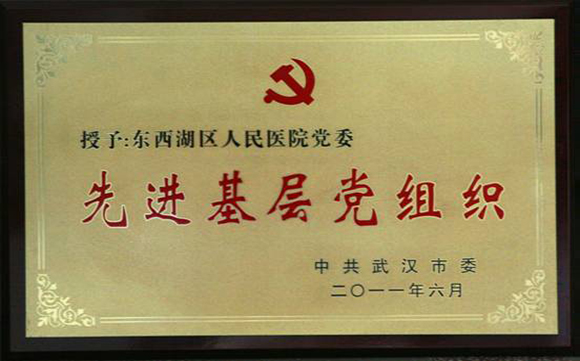 授予:东西湖区人民医院党委
先进基层党组织
中共武汉市委
二〇一一年六月